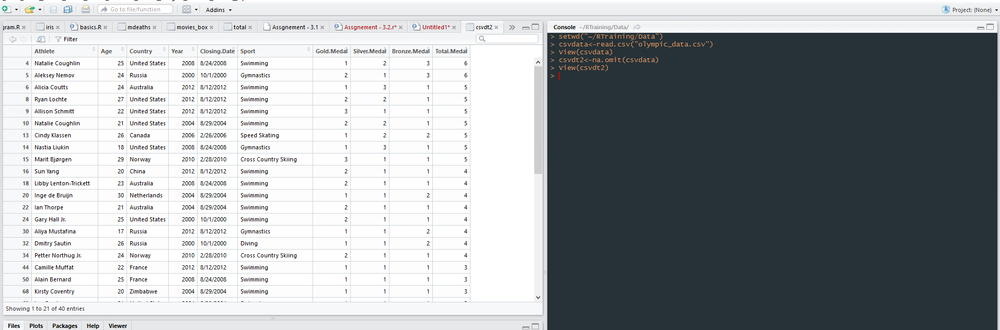 Go to file/function Addins Project: (None)
gram.R iris basics.R mdeaths movies_box total Assgnement - 3.1 Assgnement - 3.2.r* Untitled1* csvdt2
Filter
Athlete Age Country Year Closing.Date Sport Gold.Medal Silver.Medal Bronze.Medal Total.Medal
4 Natalie Coughlin 25 United States 2008 8/24/2008 Swimming 1 2 3 6
5 Aleksey Nemov 24 Russia 2000 10/1/2000 Gymnastics 2 1 3 6
6 Alicia Coutts 24 Australia 2012 8/12/2012 Swimming 1 3 1 5
8 Ryan Lochte 27 United States 2012 8/12/2012 Swimming 2 2 1 5
9 Allison Schmitt 22 United States 2012 8/12/2012 Swimming 3 1 1 5
10 Natalie Coughlin 21 United States 2004 8/29/2004 Swimming 2 2 1 5
13 Cindy Klassen 26 Canada 2006 2/26/2006 Speed Skating 1 2 2 5
14 Nastia Liukin 18 United States 2008 8/24/2008 Gymnastics 1 3 1 5
15 Marit Bjørgen 29 Norway 2010 2/28/2010 Cross Country Skiing 3 1 1 5
16 Sun Yang 20 China 2012 8/12/2012 Swimming 2 1 1 4
18 Libby Lenton-Trickett 23 Australia 2008 8/24/2008 Swimming 2 1 1 4
20 Inge de Bruijn 30 Netherlands 2004 8/29/2004 Swimming 1 1 2 4
22 Ian Thorpe 21 Australia 2004 8/29/2004 Swimming 2 1 1 4
24 Gary Hall Jr. 25 United States 2000 10/1/2000 Swimming 2 1 1 4
30 Aliya Mustafina 17 Russia 2012 8/12/2012 Gymnastics 1 1 2 4
32 Dmitry Sautin 26 Russia 2000 10/1/2000 Diving 1 1 2 4
34 Petter Northug Jr. 24 Norway 2010 2/28/2010 Cross Country Skiing 2 1 1 4
44 Camille Muffat 22 France 2012 8/12/2012 Swimming 1 1 1 3
50 Alain Bernard 25 France 2008 8/24/2008 Swimming 1 1 1 3
68 Kirsty Coventry 20 Zimbabwe 2004 8/29/2004 Swimming 1 1 1 3
Showing 1 to 21 of 40 entries
Files Plots Packages Help Viewer
Console ~/RTraining/Data/
> setwd("~/RTraining/Data")
> csvdata<-read.csv("olympic_data.csv")
> View(csvdata)
> csvdt2<-na.omit(csvdata)
> View(csvdt2)
>